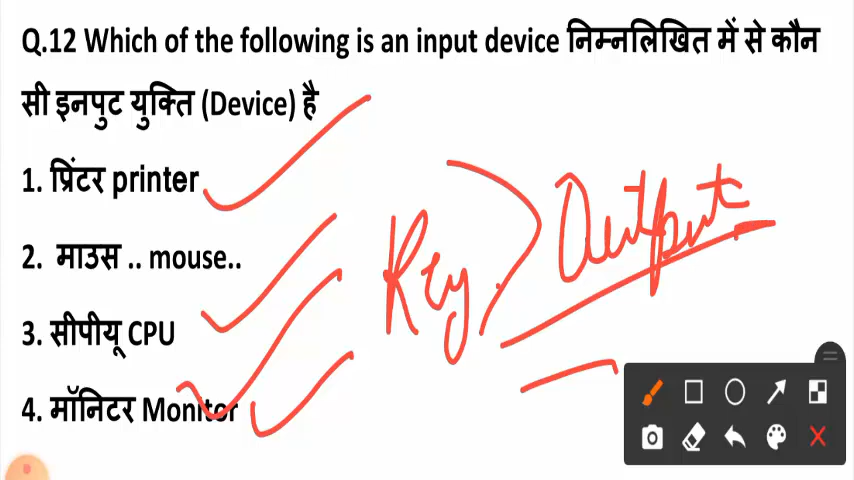 Q.12 Which of the following is an input device निम्नलिखित में से कौन
सी इनपुट युक्ति (Device) है
1. प्रिंटर printer
2. माउस .. mouse..
3. सीपीयू CPU
4. मॉनिटर Monitor
Key
Output